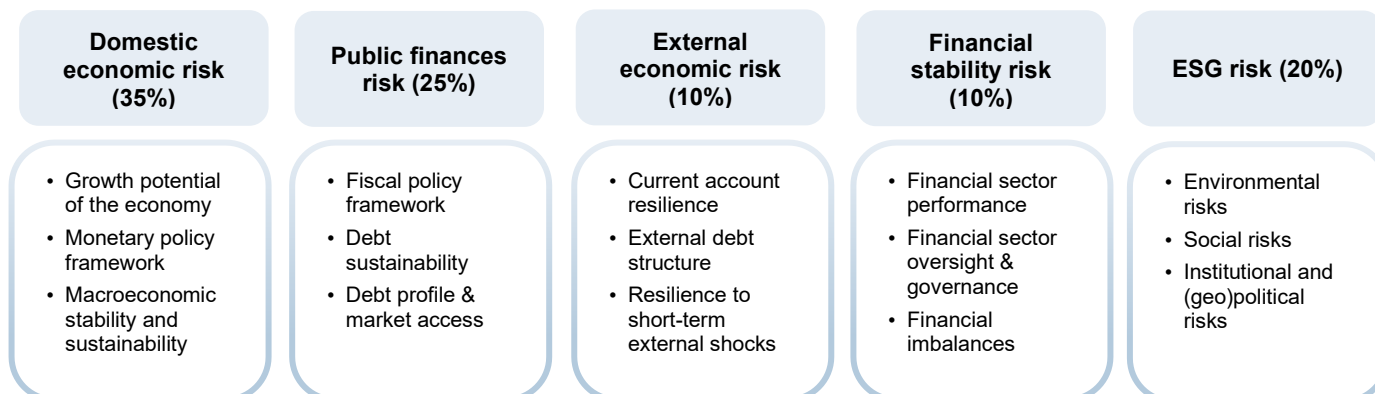 Domestic
economic risk
(35%)
Public finances
risk (25%)
External
economic risk
(10%)
Financial
stability risk
(10%)
ESG risk (20%)
• Growth potential
of the economy
• Monetary policy
framework
• Macroeconomic
stability and
sustainability
• Fiscal policy
framework
• Debt
sustainability
• Debt profile &
market access
• Current account
resilience
• External debt
structure
• Resilience to
short-term
external shocks
• Financial sector
performance
• Financial sector
oversight &
governance
• Financial
imbalances
• Environmental
risks
• Social risks
• Institutional and
(geo)political
risks